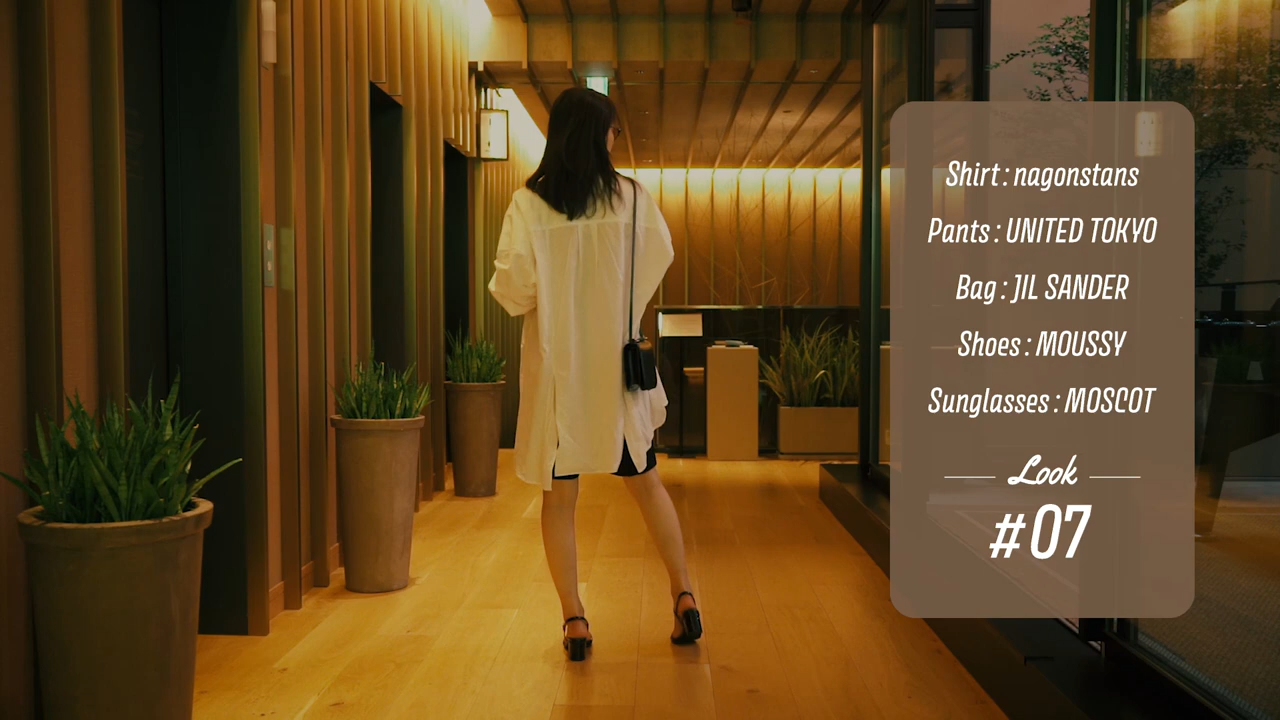 Shirt : nagonstans
Pants : UNITED TOKYO
Bag : JIL SANDER
Shoes : MOUSSY
Sunglasses : MOSCOT
Look
#07